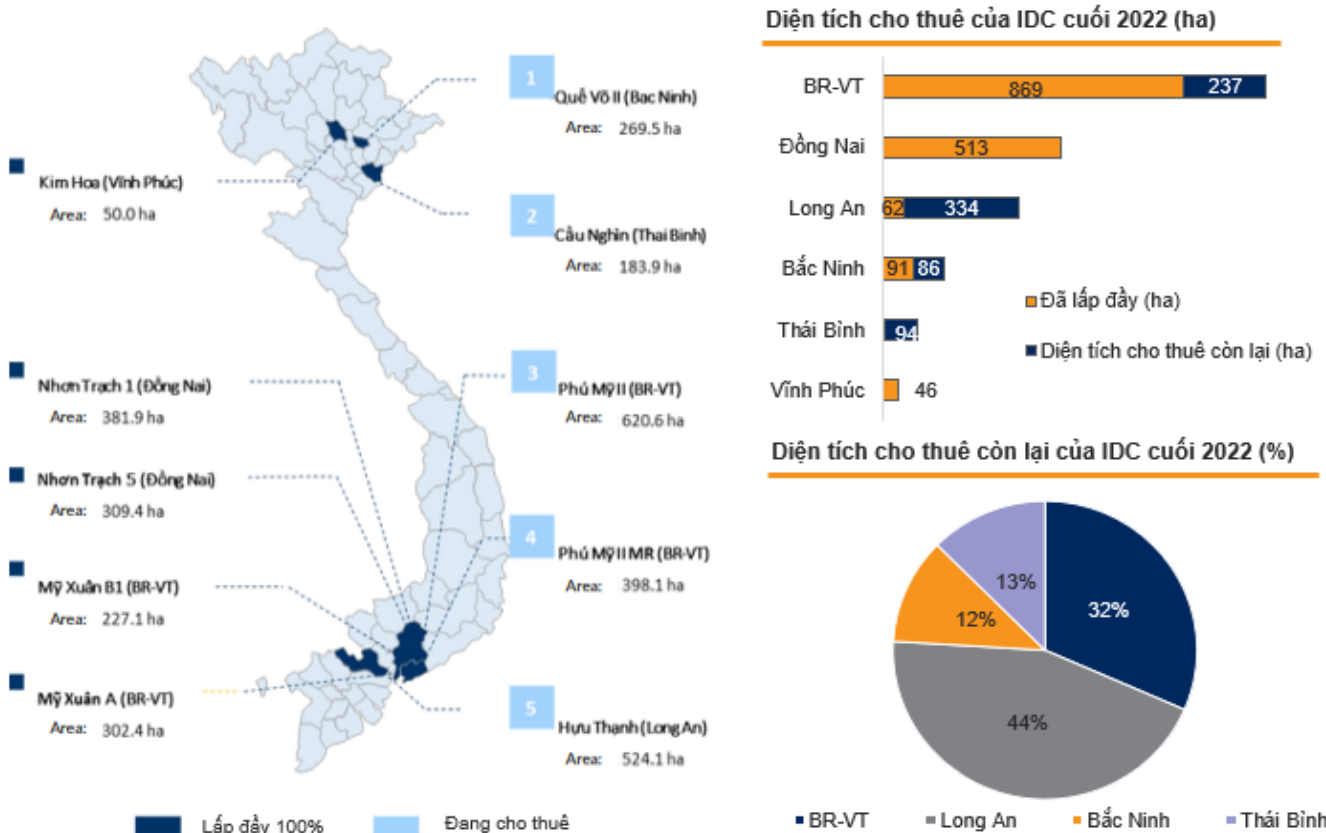 Diện tích cho thuê của IDC cuối 2022 (ha)
1
Quế Võ II (Bac Ninh)
Area: 269.5 ha
Kim Hoa (Vĩnh Phúc)
Area: 50.0 ha
2
Cầu Nghìn (Thai Binh)
Area: 183.9 ha
Nhơn Trạch 1 (Đồng Nai)
Area: 381.9 ha
3
Phú Mỹ II (BR-VT)
Area: 620.6 ha
Nhơn Trạch 5 (Đồng Nai)
Area: 309.4 ha
4
Phú Mỹ II MR (BR-VT)
Area: 398.1 ha
Mỹ Xuân B1 (BR-VT)
Area: 227.1 ha
Mỹ Xuân A (BR-VT)
Area: 302.4 ha
5
Hựu Thạnh (Long An)
Area: 524.1 ha
Lấp đầy 100%
Đang cho thuê
BR-VT 869 237
Đồng Nai 513
Long An 62 334
Bắc Ninh 91 86
Thái Bỉnh 94
Vĩnh Phúc 46
Đã lấp đầy (ha)
Diện tích cho thuê còn lại (ha)
Diện tích cho thuê còn lại của IDC cuối 2022 (%)
13%
32%
12%
44%
BR-VT Long An Bắc Ninh Thái Bình